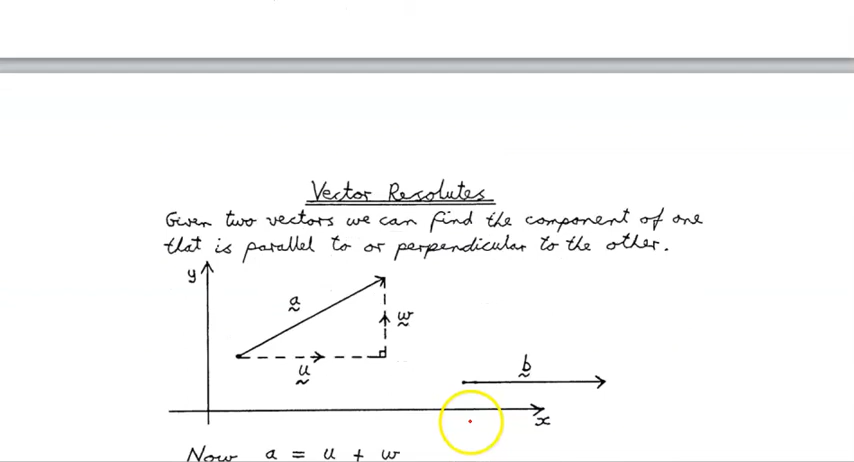 Vector Resolutes
Given two vectors we can find the component of one
that is parallel to or perpendicular to the other.
y
a
w
u
b
x
Now a = u + w